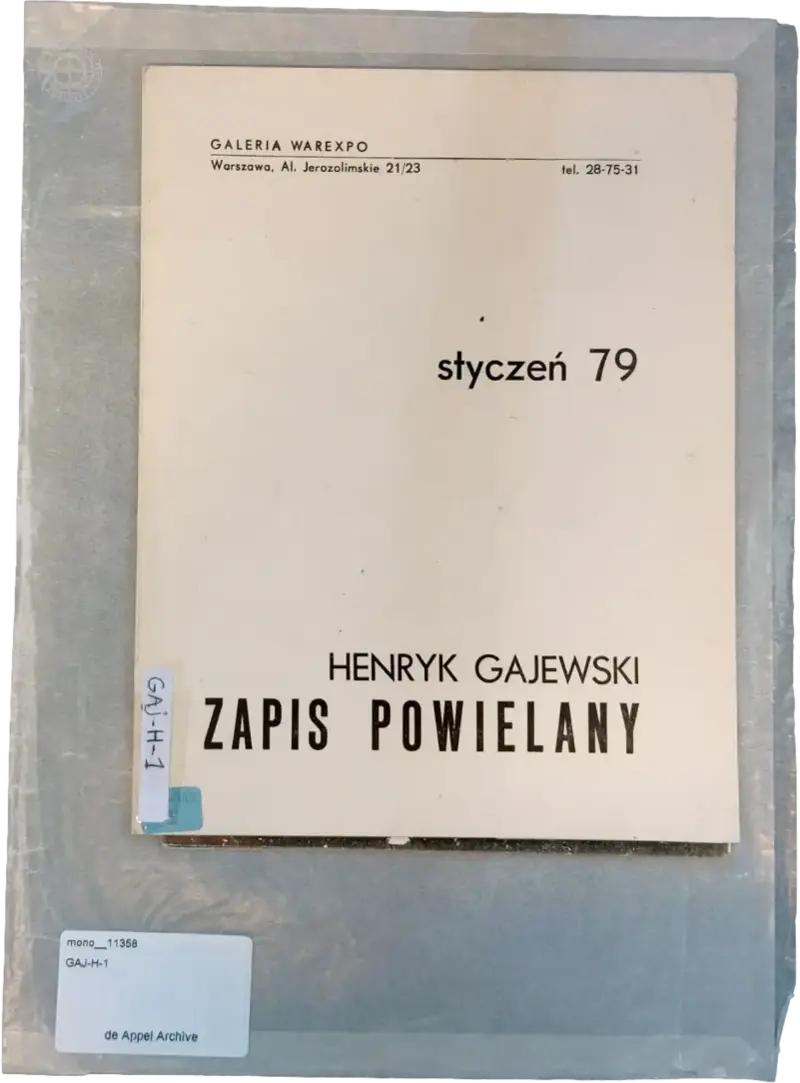 GALERIA WAREXPO
Warszawa, Al. Jerozolimskie 21/23 tel. 28-75-31
styczeń 79
HENRYK GAJEWSKI
ZAPIS POWIELANY
GAJ-H-1
mono__11358
GAJ-H-1
de Appel Archive